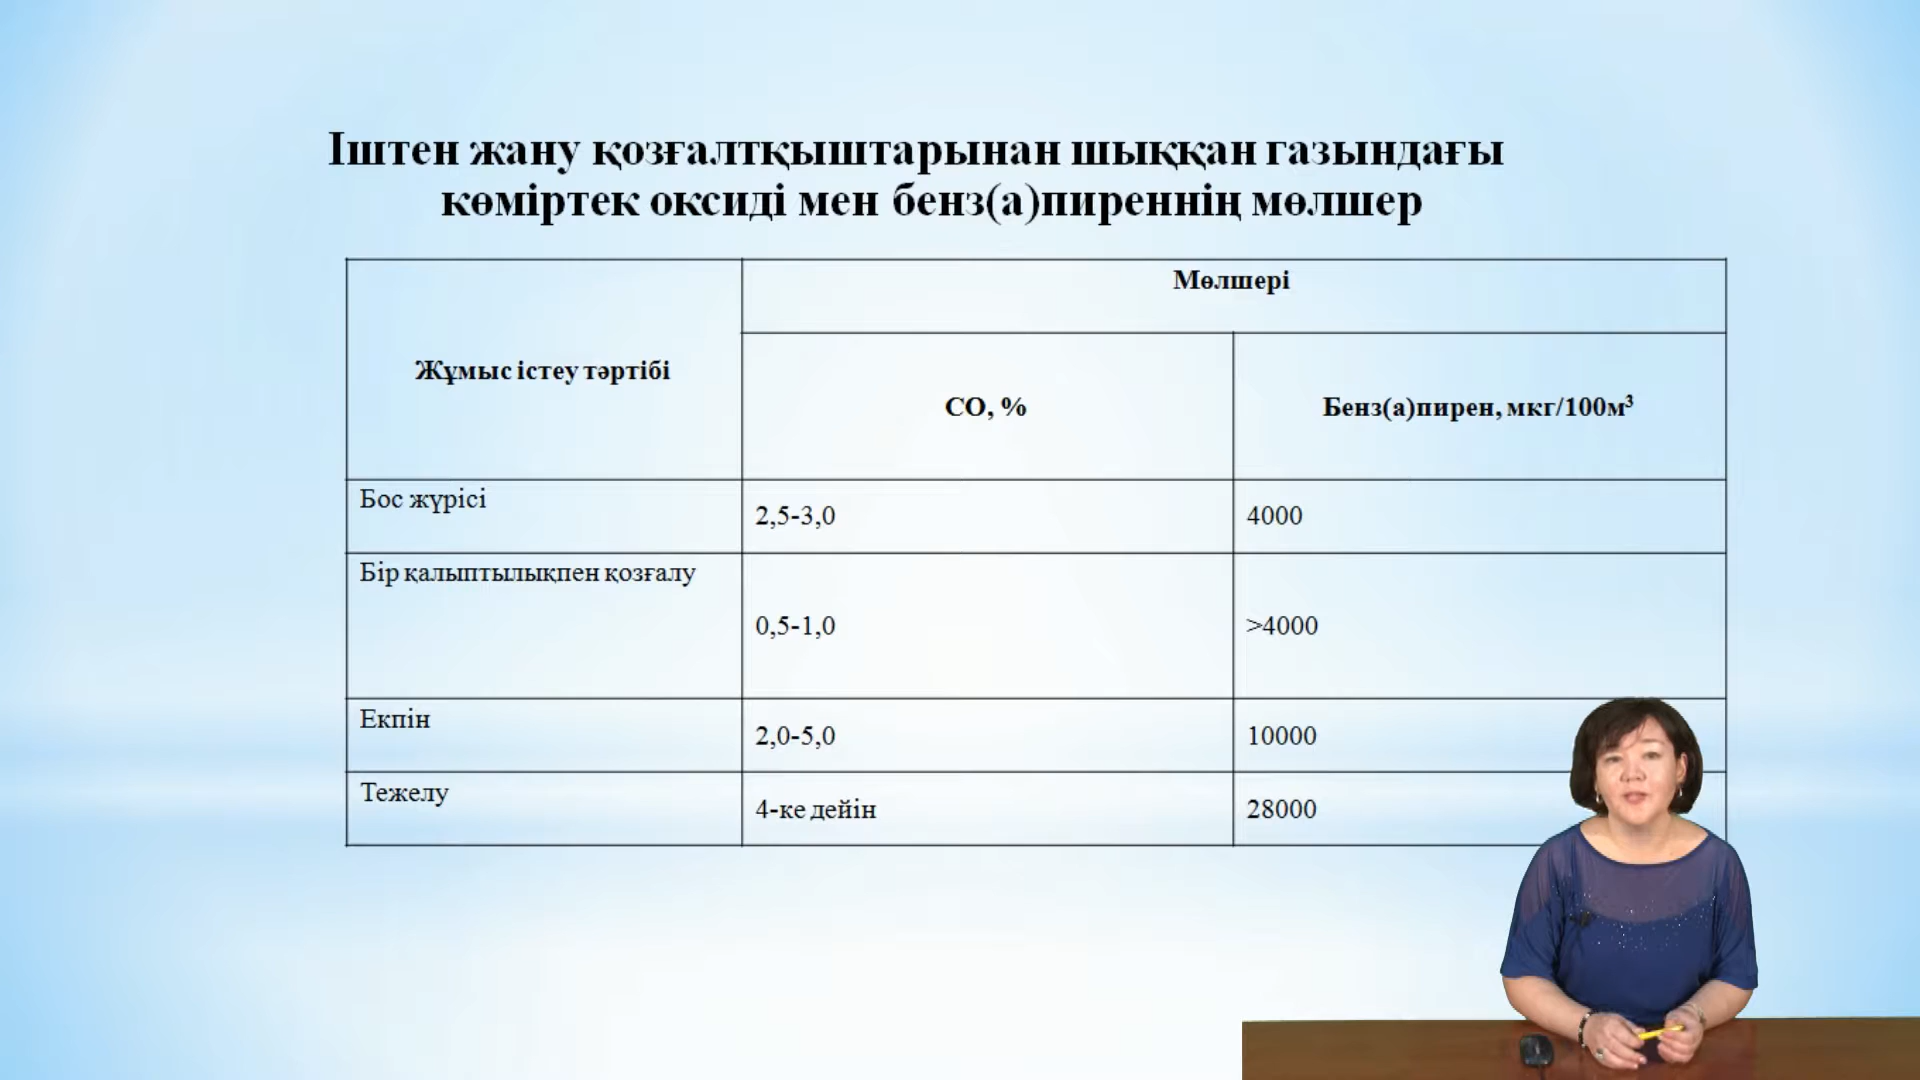 Іштен жану қозғалтқыштарынан шыққан газындағы
көміртек оксиді мен бенз(а)пиреннің мөлшер
Жұмыс істеу тәртібі
Мөлшері
СО, %
Бенз(а)пирен, мкг/100м³
Бос жүрісі
2,5-3,0
4000
Бір қалыптылықпен қозғалу
0,5-1,0
>4000
Екпін
2,0-5,0
10000
Тежелу
4-ке дейін
28000